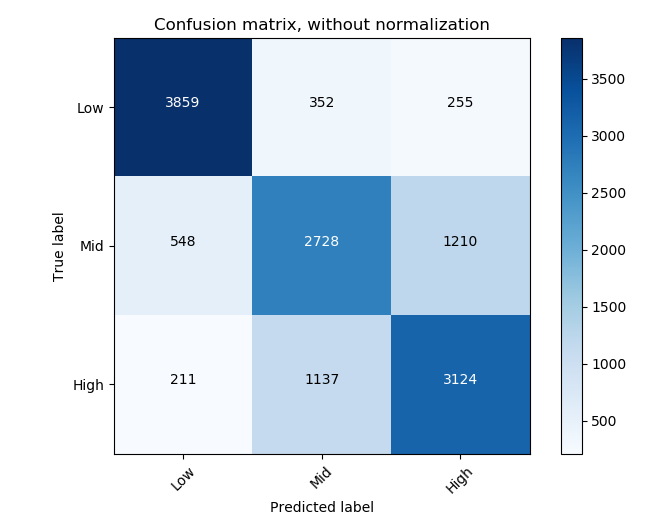 Confusion matrix, without normalization
True label
Low 3859 352 255
Mid 548 2728 1210
High 211 1137 3124
Low Mid High
Predicted label
3500
3000
2500
2000
1500
1000
500